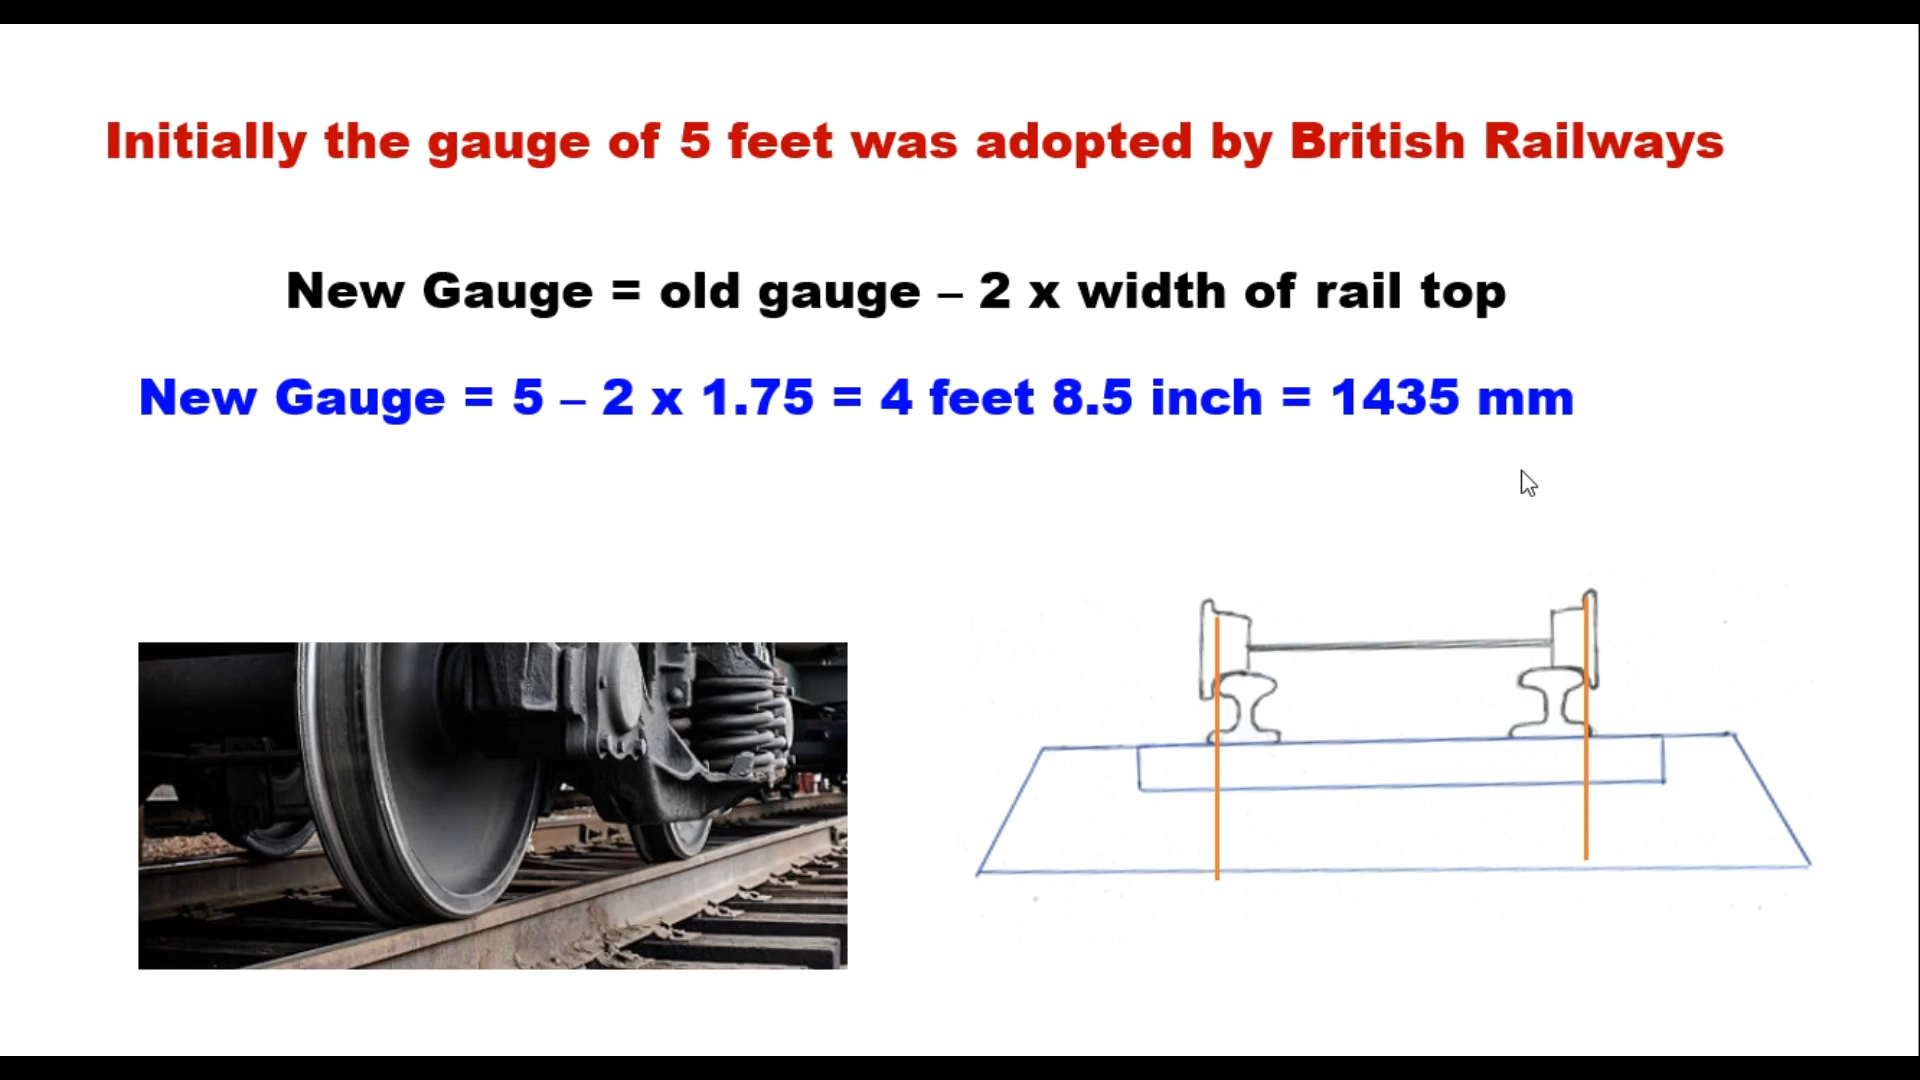 Initially the gauge of 5 feet was adopted by British Railways
New Gauge = old gauge – 2 x width of rail top
New Gauge = 5 – 2 x 1.75 = 4 feet 8.5 inch = 1435 mm